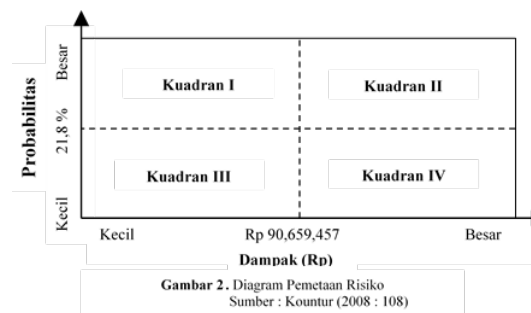 Probabilitas
Besar
21,8 %
Kecil
Kuadran I
Kuadran II
Kuadran III
Kuadran IV
Kecil
Rp 90,659,457
Besar
Dampak (Rp)
Gambar 2. Diagram Pemetaan Risiko
Sumber : Kountur (2008 : 108)